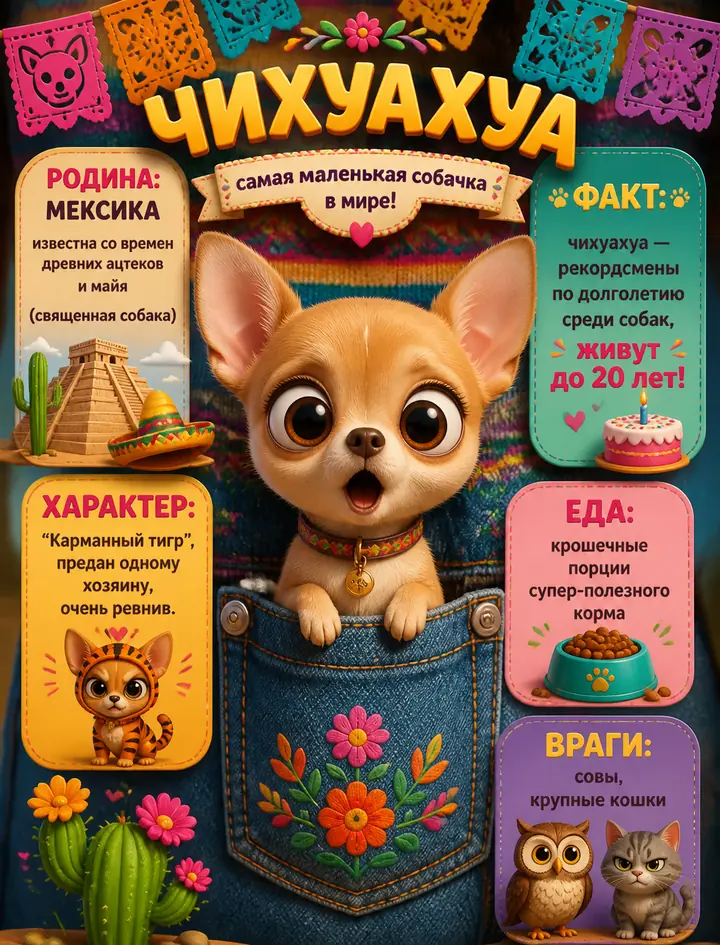 ЧИХУАХУА
самая маленькая собачка
в мире!
РОДИНА:
МЕКСИКА
известна со времен
древних ацтеков
и майя
(священная собака)
ФАКТ:
чихуахуа —
рекордсмены
по долголетию
среди собак,
живут
до 20 лет!
ХАРАКТЕР:
“Карманный тигр”,
предан одному
хозяину,
очень ревнив.
ЕДА:
крошечные
порции
супер-полезного
корма
ВРАГИ:
совы,
крупные кошки